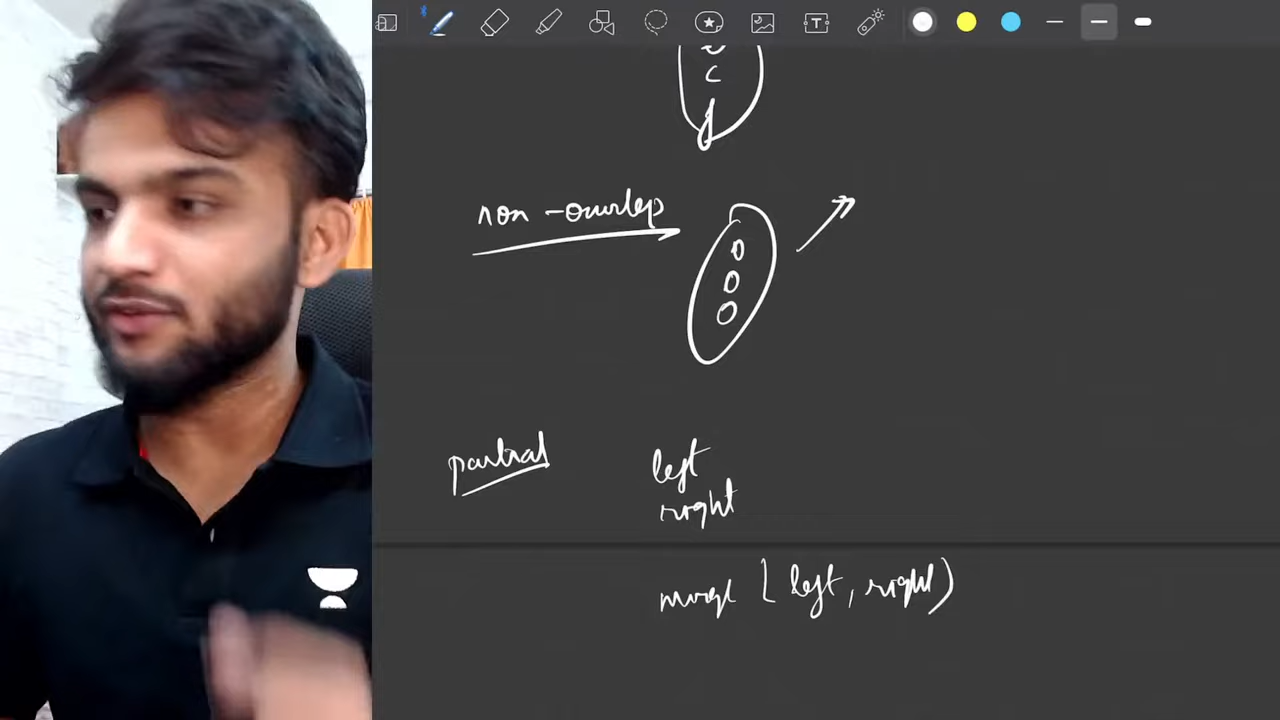 c
non-overlap
0
0
0
partial
left
right
merge (left, right)
T